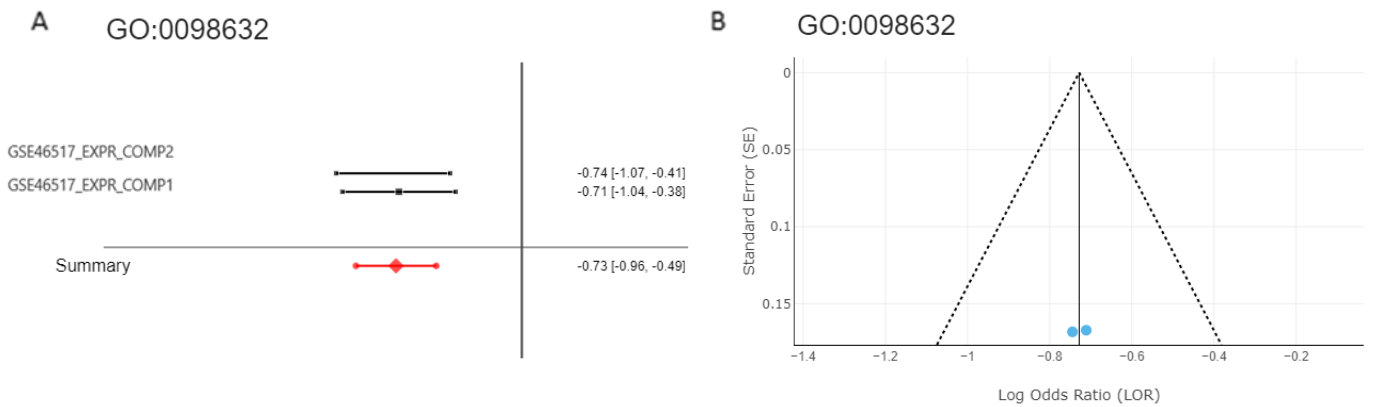 A
GO:0098632
GSE46517_EXPR_COMP2
GSE46517_EXPR_COMP1
-0.74 [-1.07, -0.41]
-0.71 [-1.04, -0.38]
Summary
-0.73 [-0.96, -0.49]
B
GO:0098632
Standard Error (SE)
0
0.05
0.1
0.15
−1.4
−1.2
−1
−0.8
−0.6
−0.4
−0.2
Log Odds Ratio (LOR)